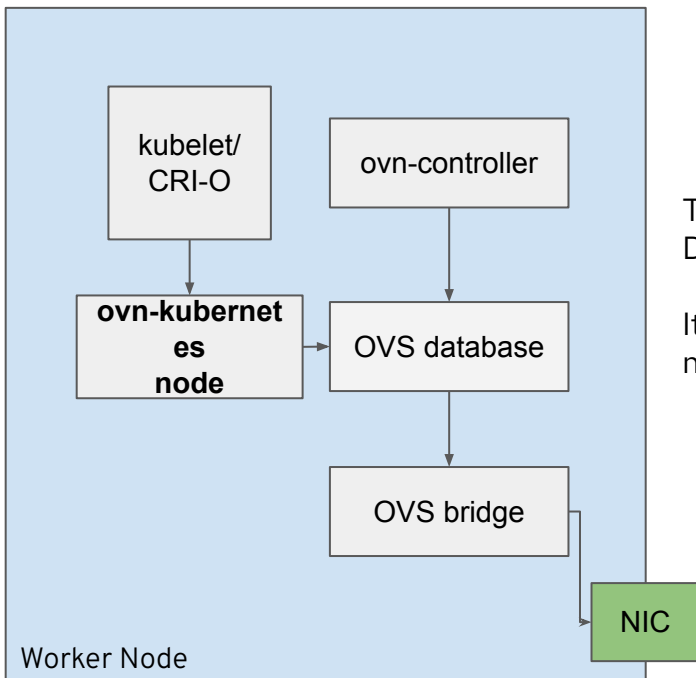 kubelet/
CRI-O
ovn-controller
ovn-kubernet
es
node
OVS database
OVS bridge
NIC
Worker Node